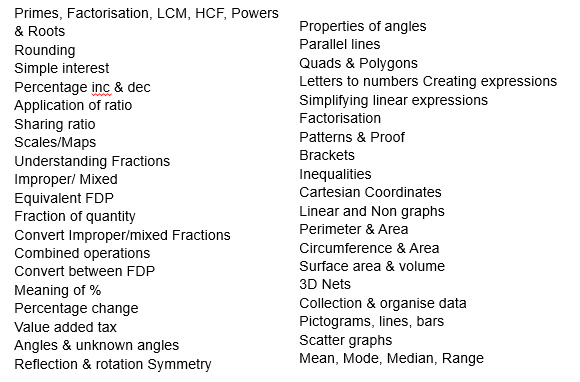 Primes, Factorisation, LCM, HCF, Powers
& Roots
Rounding
Simple interest
Percentage inc & dec
Application of ratio
Sharing ratio
Scales/Maps
Understanding Fractions
Improper/ Mixed
Equivalent FDP
Fraction of quantity
Convert Improper/mixed Fractions
Combined operations
Convert between FDP
Meaning of %
Percentage change
Value added tax
Angles & unknown angles
Reflection & rotation Symmetry
Properties of angles
Parallel lines
Quads & Polygons
Letters to numbers Creating expressions
Simplifying linear expressions
Factorisation
Patterns & Proof
Brackets
Inequalities
Cartesian Coordinates
Linear and Non graphs
Perimeter & Area
Circumference & Area
Surface area & volume
3D Nets
Collection & organise data
Pictograms, lines, bars
Scatter graphs
Mean, Mode, Median, Range